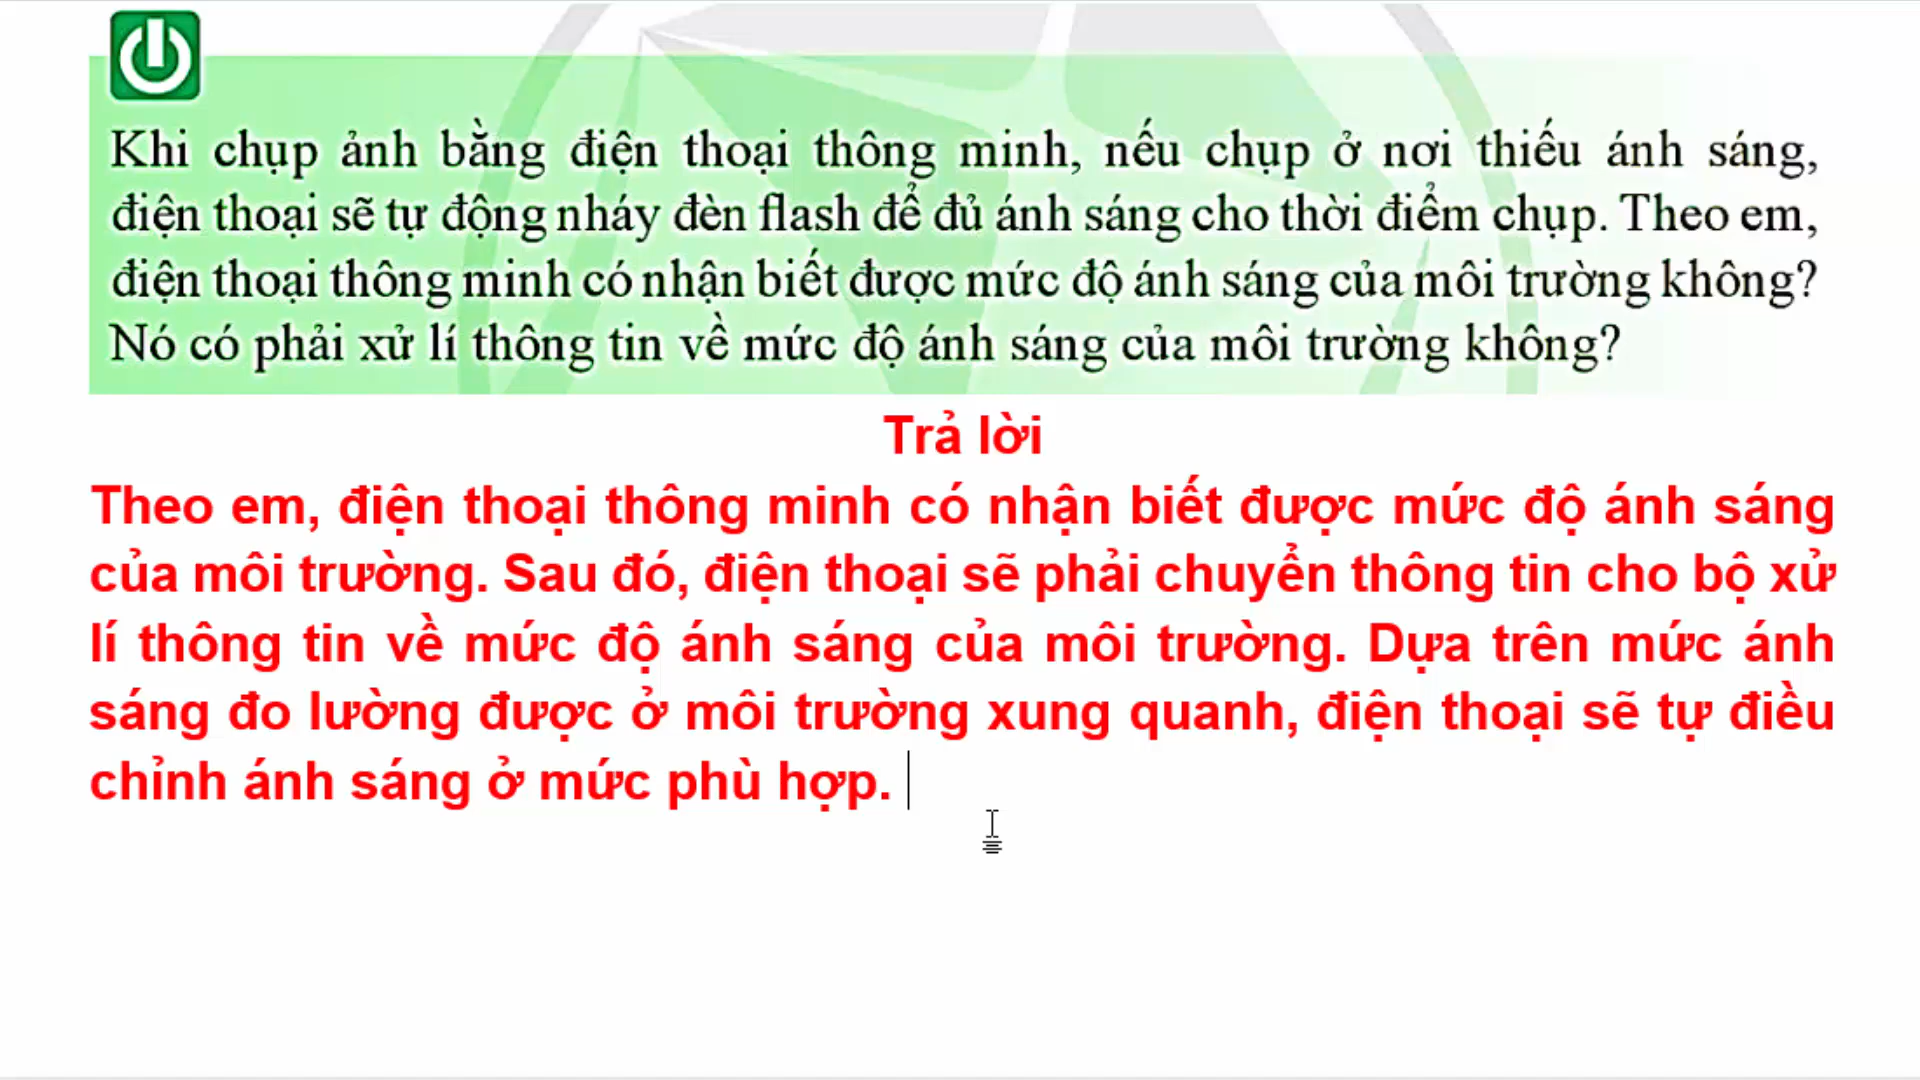 Khi chụp ảnh bằng điện thoại thông minh, nếu chụp ở nơi thiếu ánh sáng,
điện thoại sẽ tự động nháy đèn flash để đủ ánh sáng cho thời điểm chụp. Theo em,
điện thoại thông minh có nhận biết được mức độ ánh sáng của môi trường không?
Nó có phải xử lí thông tin về mức độ ánh sáng của môi trường không?
Trả lời
Theo em, điện thoại thông minh có nhận biết được mức độ ánh sáng
của môi trường. Sau đó, điện thoại sẽ phải chuyển thông tin cho bộ xử
lí thông tin về mức độ ánh sáng của môi trường. Dựa trên mức ánh
sáng đo lường được ở môi trường xung quanh, điện thoại sẽ tự điều
chỉnh ánh sáng ở mức phù hợp.